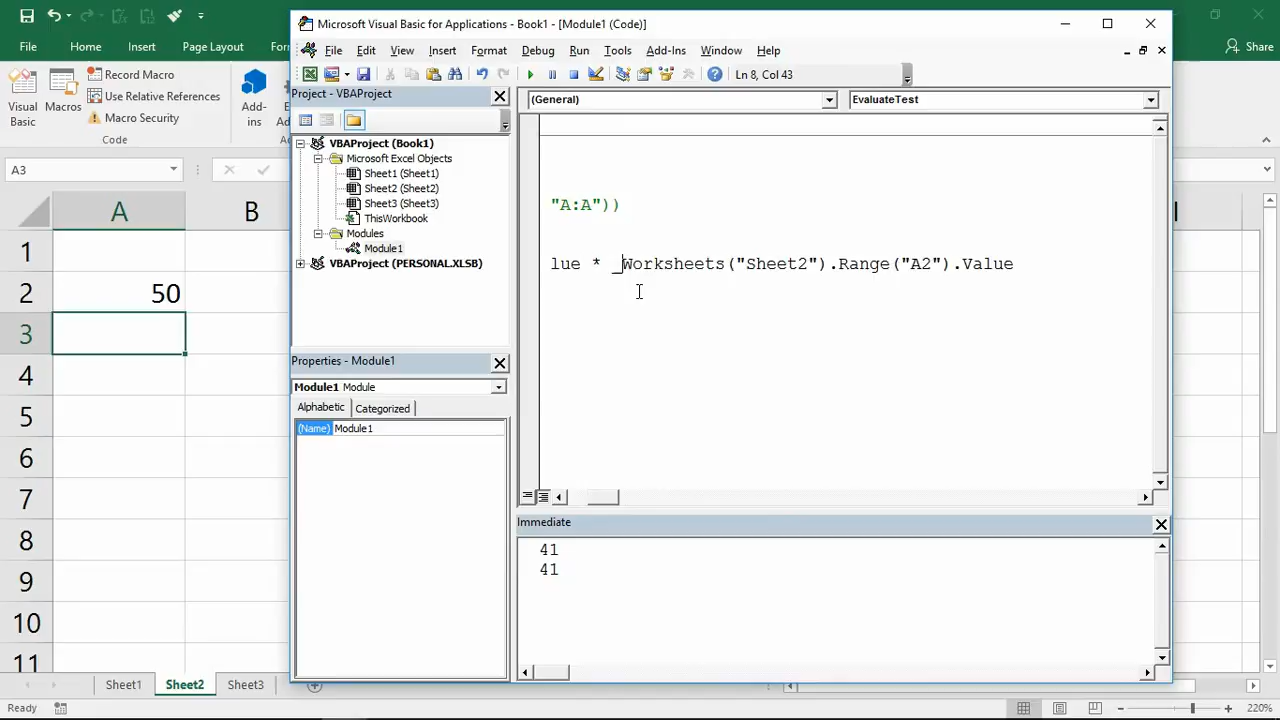 Microsoft Visual Basic for Applications - Book1 - [Module1 (Code)]
File Home Insert Page Layout For
Share
File Edit View Insert Format Debug Run Tools Add-Ins Window Help
Ln 8, Col 43
Visual Basic
Macros
Record Macro
Use Relative References
Macro Security
Code
Add-ins
Project - VBAProject
(General)
EvaluateTest
VBAProject (Book1)
Microsoft Excel Objects
Sheet1 (Sheet1)
Sheet2 (Sheet2)
Sheet3 (Sheet3)
ThisWorkbook
Modules
Module1
VBAProject (PERSONAL.XLSB)
"A:A"))
lue * _Worksheets("Sheet2").Range("A2").Value
A3
A B
1
2 50
3
4
5
6
7
8
9
10
11
Properties - Module1
Module1 Module
Alphabetic Categorized
(Name) Module1
Immediate
41
41
Sheet1 Sheet2 Sheet3
Ready
220%